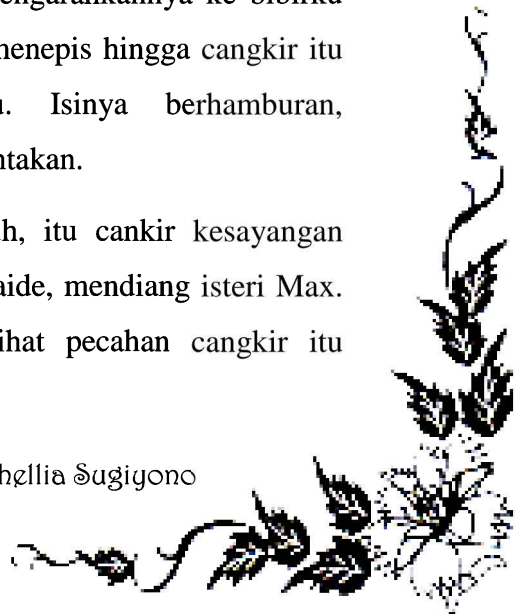 engarahkannya ke bibirku
menepis hingga cangkir itu
u. Isinya berhamburan,
ntakan.
h, itu cankir kesayangan
aide, mendiang isteri Max.
ihat pecahan cangkir itu
hellia Sugiyono